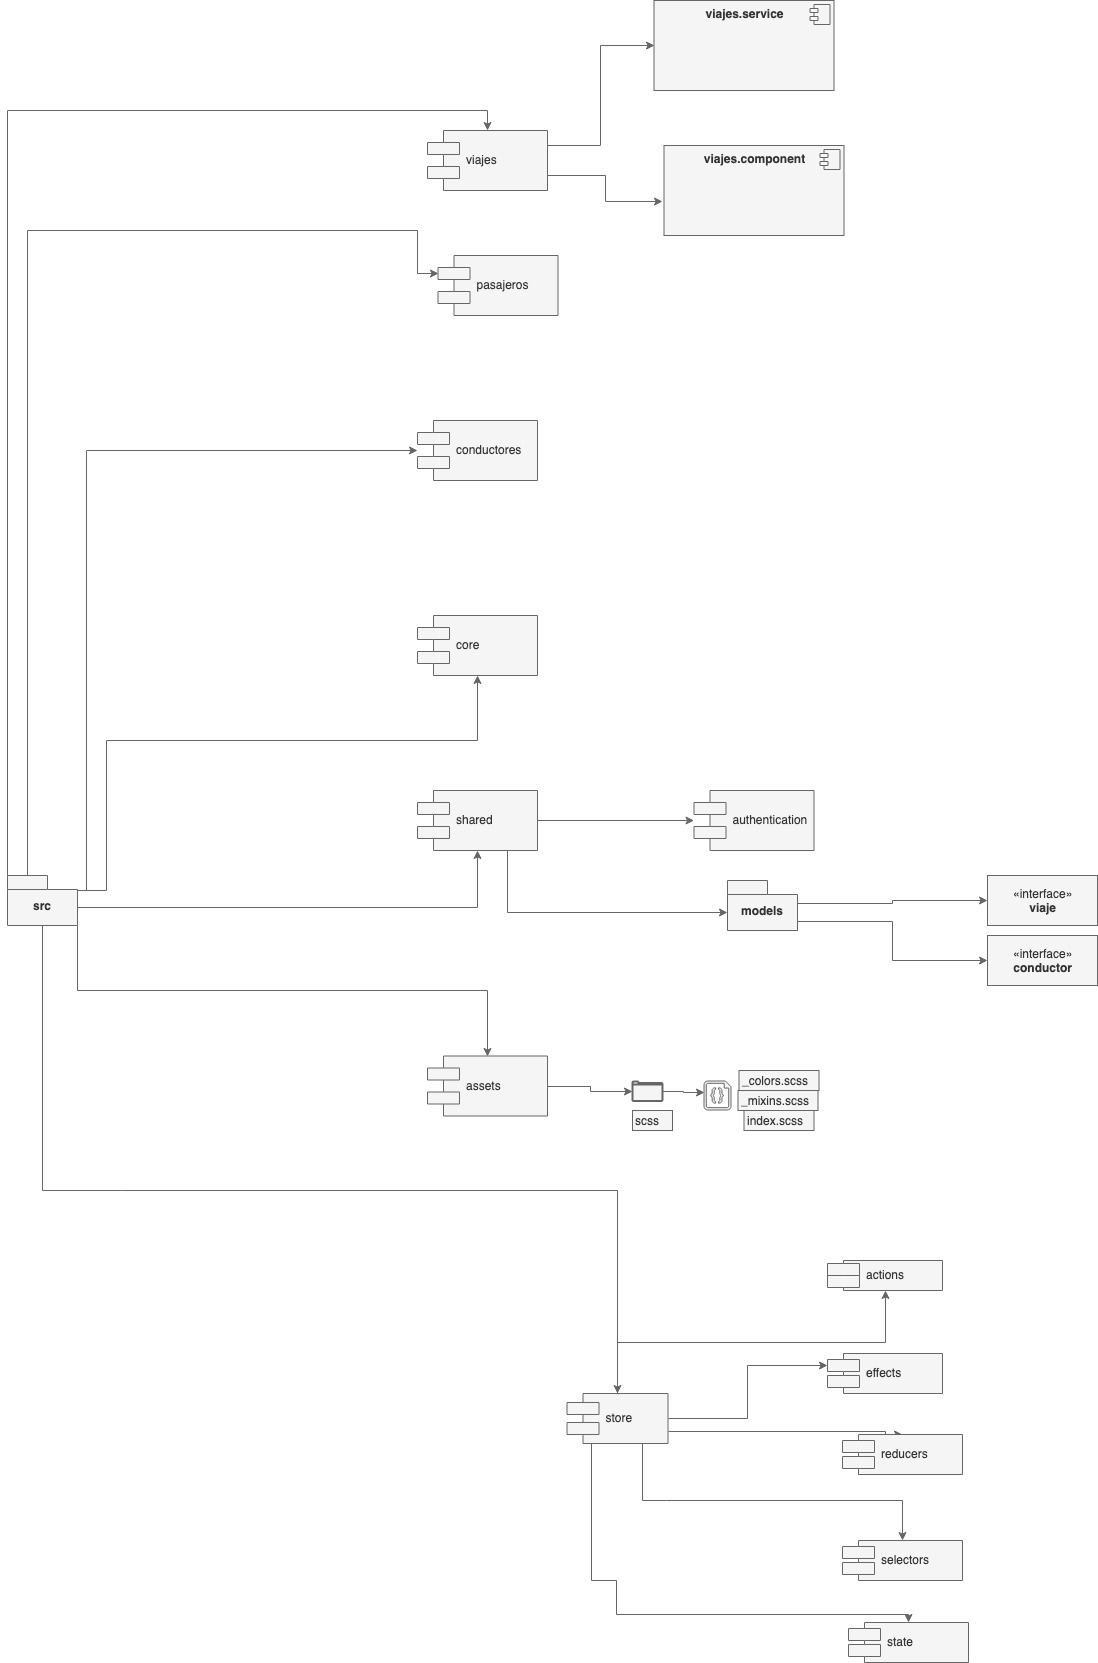 viajes.service
viajes
viajes.component
pasajeros
conductores
core
shared
authentication
src
models
«interface»
viaje
«interface»
conductor
assets
scss
{}
_colors.scss
_mixins.scss
index.scss
actions
effects
store
reducers
selectors
state